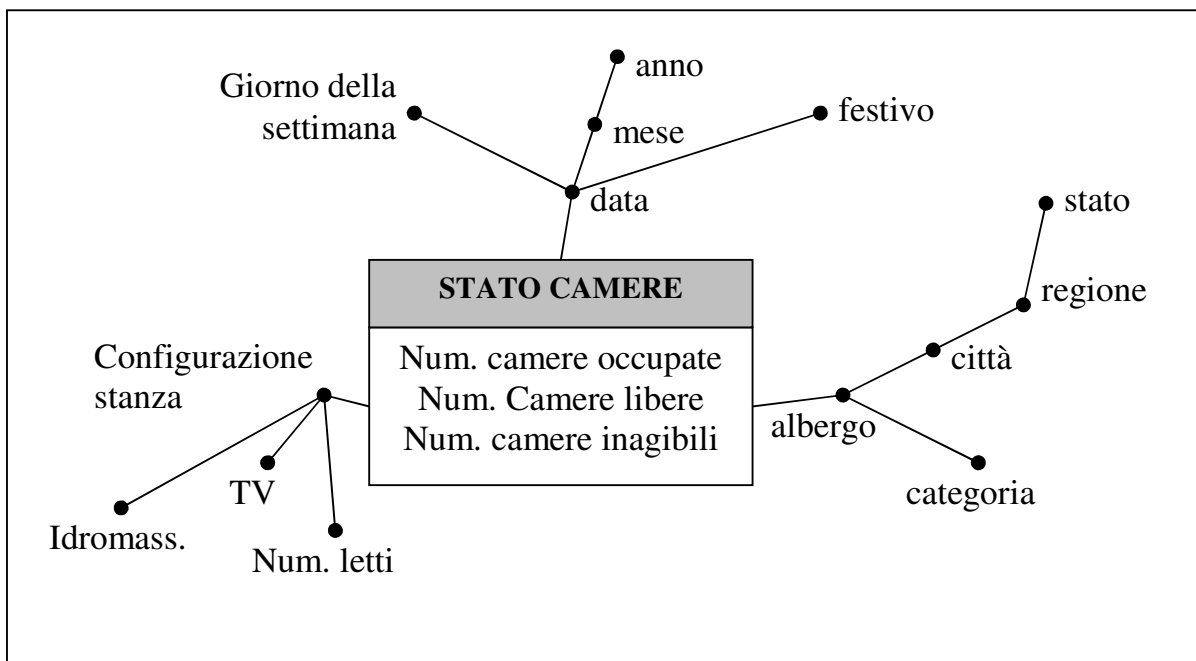 anno
Giorno della
settimana
festivo
mese
data
stato
STATO CAMERE
regione
Configurazione
stanza
Num. camere occupate
Num. Camere libere
Num. camere inagibili
città
albergo
TV
categoria
Idromass.
Num. letti